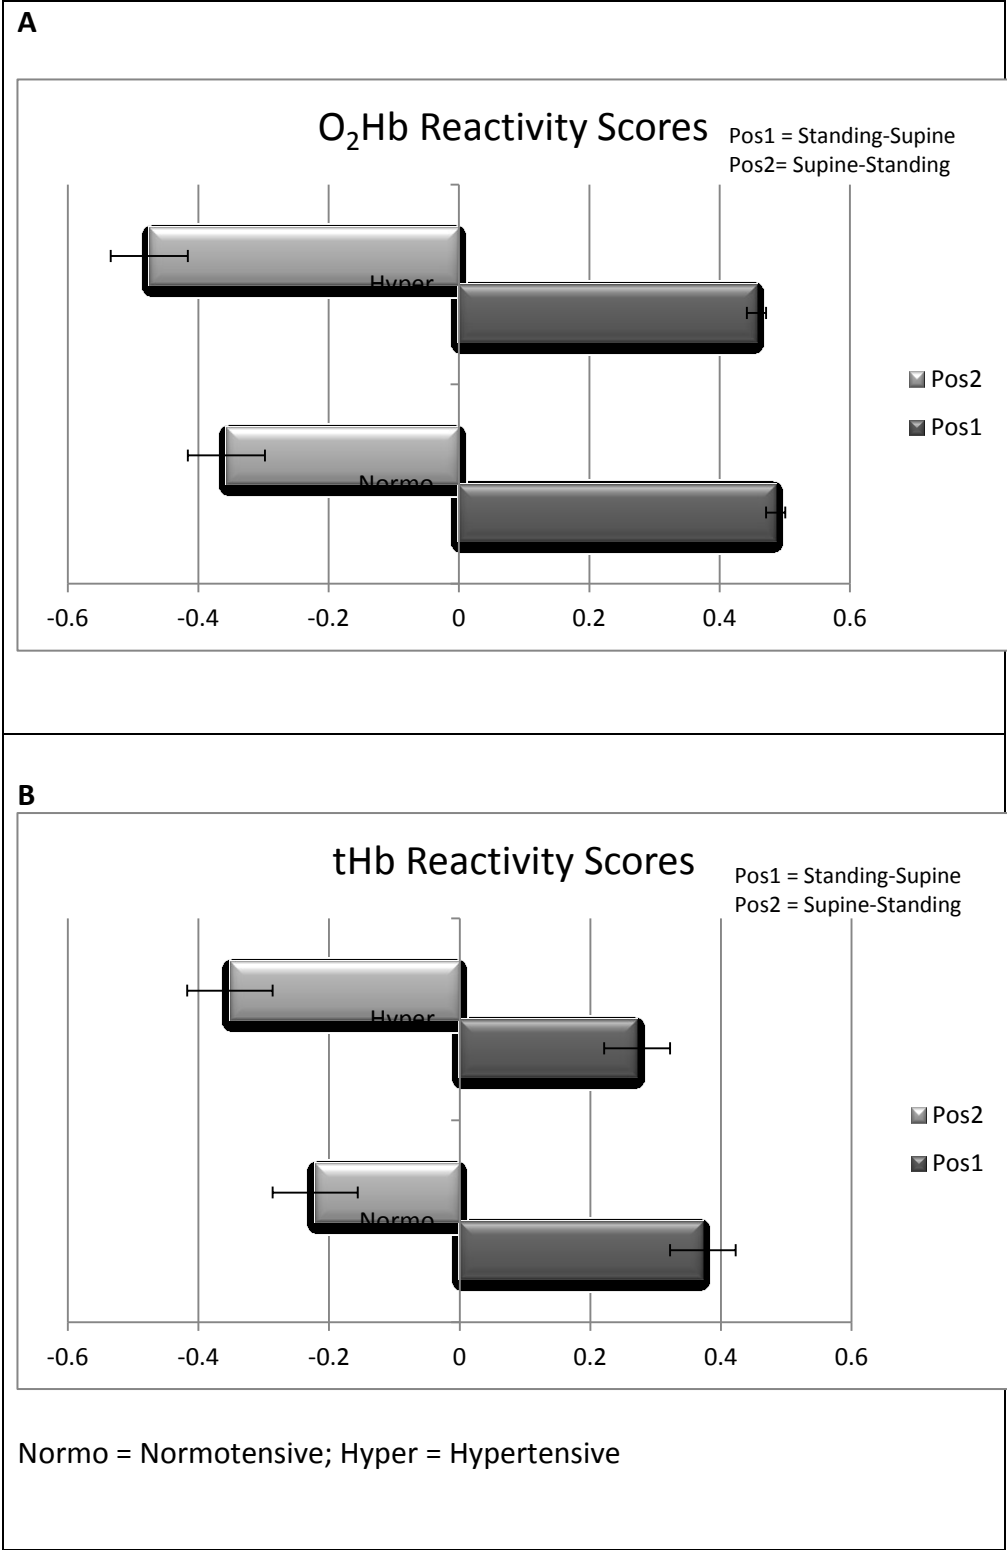 A
O₂Hb Reactivity Scores
Pos1 = Standing-Supine
Pos2= Supine-Standing
Hyper
Normo
Pos2
Pos1
-0.6 -0.4 -0.2 0 0.2 0.4 0.6
B
tHb Reactivity Scores
Pos1 = Standing-Supine
Pos2 = Supine-Standing
Hyper
Normo
Pos2
Pos1
-0.6 -0.4 -0.2 0 0.2 0.4 0.6
Normo = Normotensive; Hyper = Hypertensive